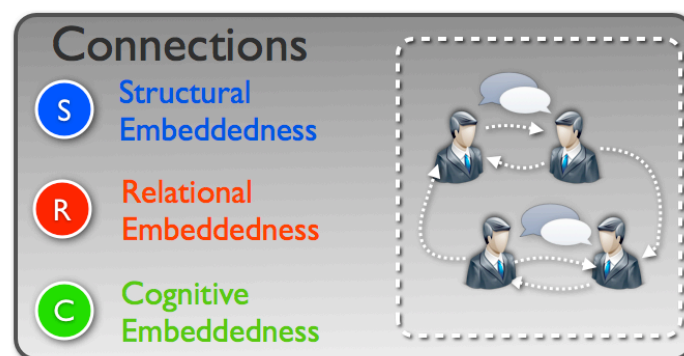 Connections
S
Structural
Embeddedness
R
Relational
Embeddedness
C
Cognitive
Embeddedness